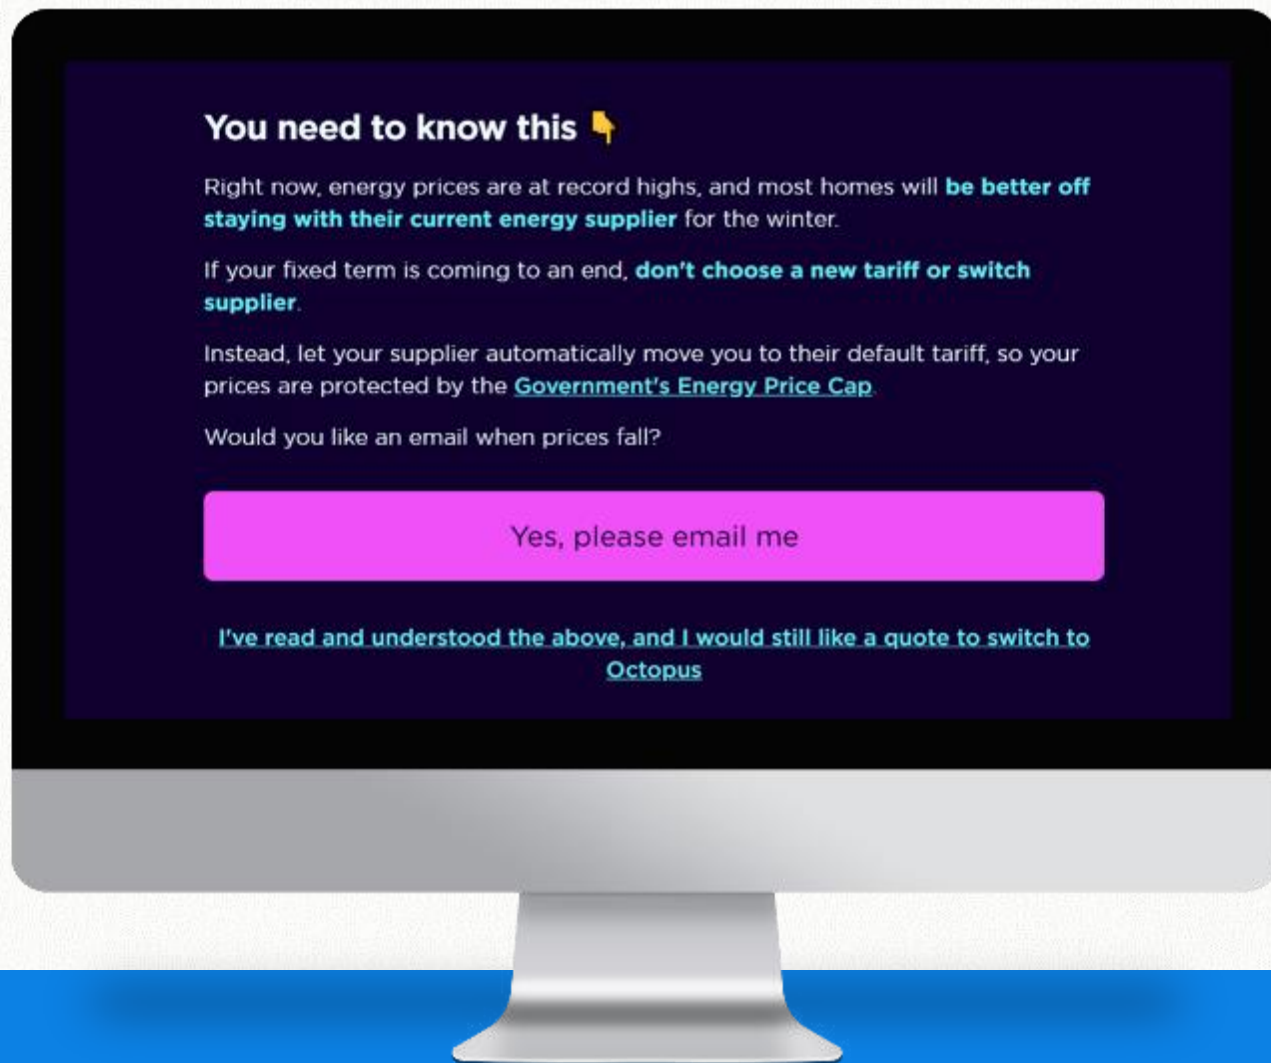 You need to know this 👇
Right now, energy prices are at record highs, and most homes will be better off
staying with their current energy supplier for the winter.
If your fixed term is coming to an end, don't choose a new tariff or switch
supplier.
Instead, let your supplier automatically move you to their default tariff, so your
prices are protected by the Government's Energy Price Cap.
Would you like an email when prices fall?
Yes, please email me
I've read and understood the above, and I would still like a quote to switch to
Octopus